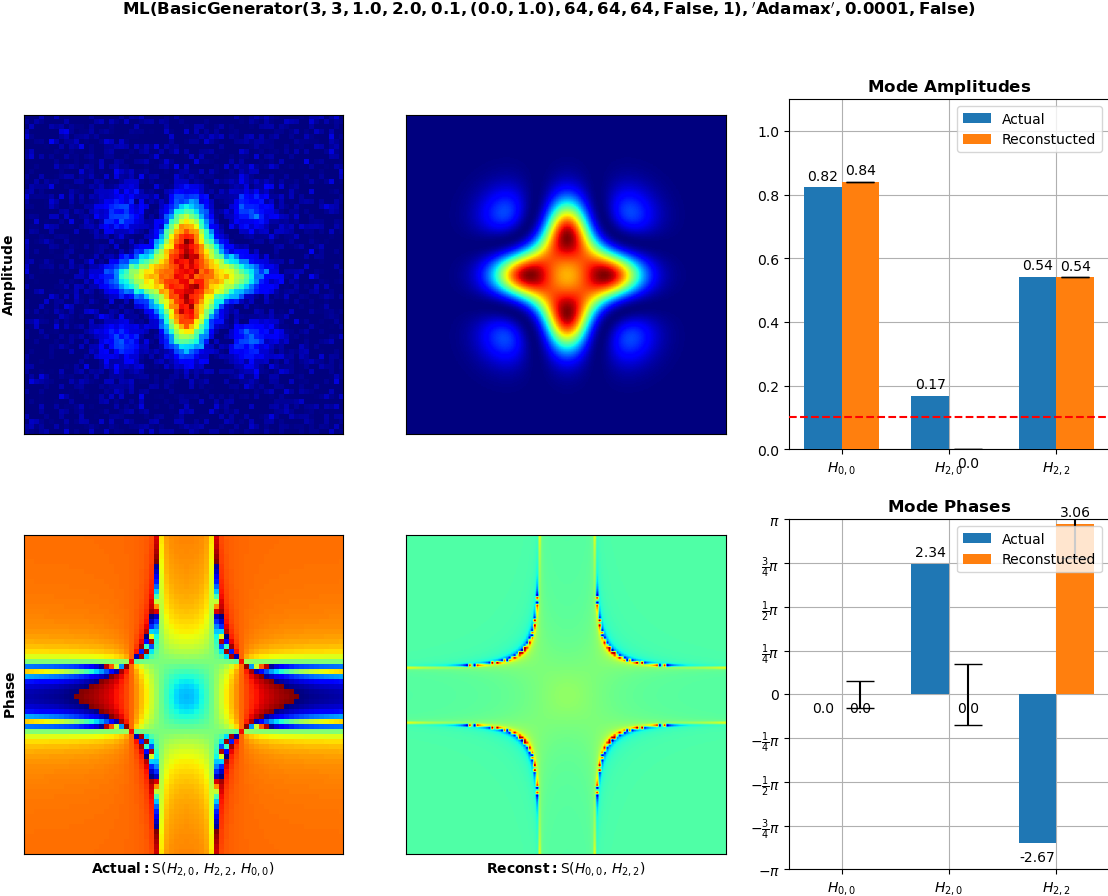 ML(BasicGenerator(3, 3, 1.0, 2.0, 0.1, (0.0, 1.0), 64, 64, 64, False, 1), ′Adamax′, 0.0001, False)
Mode Amplitudes
Actual
Reconstucted
1.0
0.8
0.6
0.4
0.2
0.0
0.82
0.84
0.17
0.0
0.54
0.54
H0,0
H2,0
H2,2
Amplitude
Mode Phases
Actual
Reconstucted
π
3/4π
1/2π
1/4π
0
−1/4π
−1/2π
−3/4π
−π
0.0
0.0
2.34
0.0
-2.67
3.06
H0,0
H2,0
H2,2
Phase
Actual: S(H2,0, H2,2, H0,0)
Reconst: S(H0,0, H2,2)